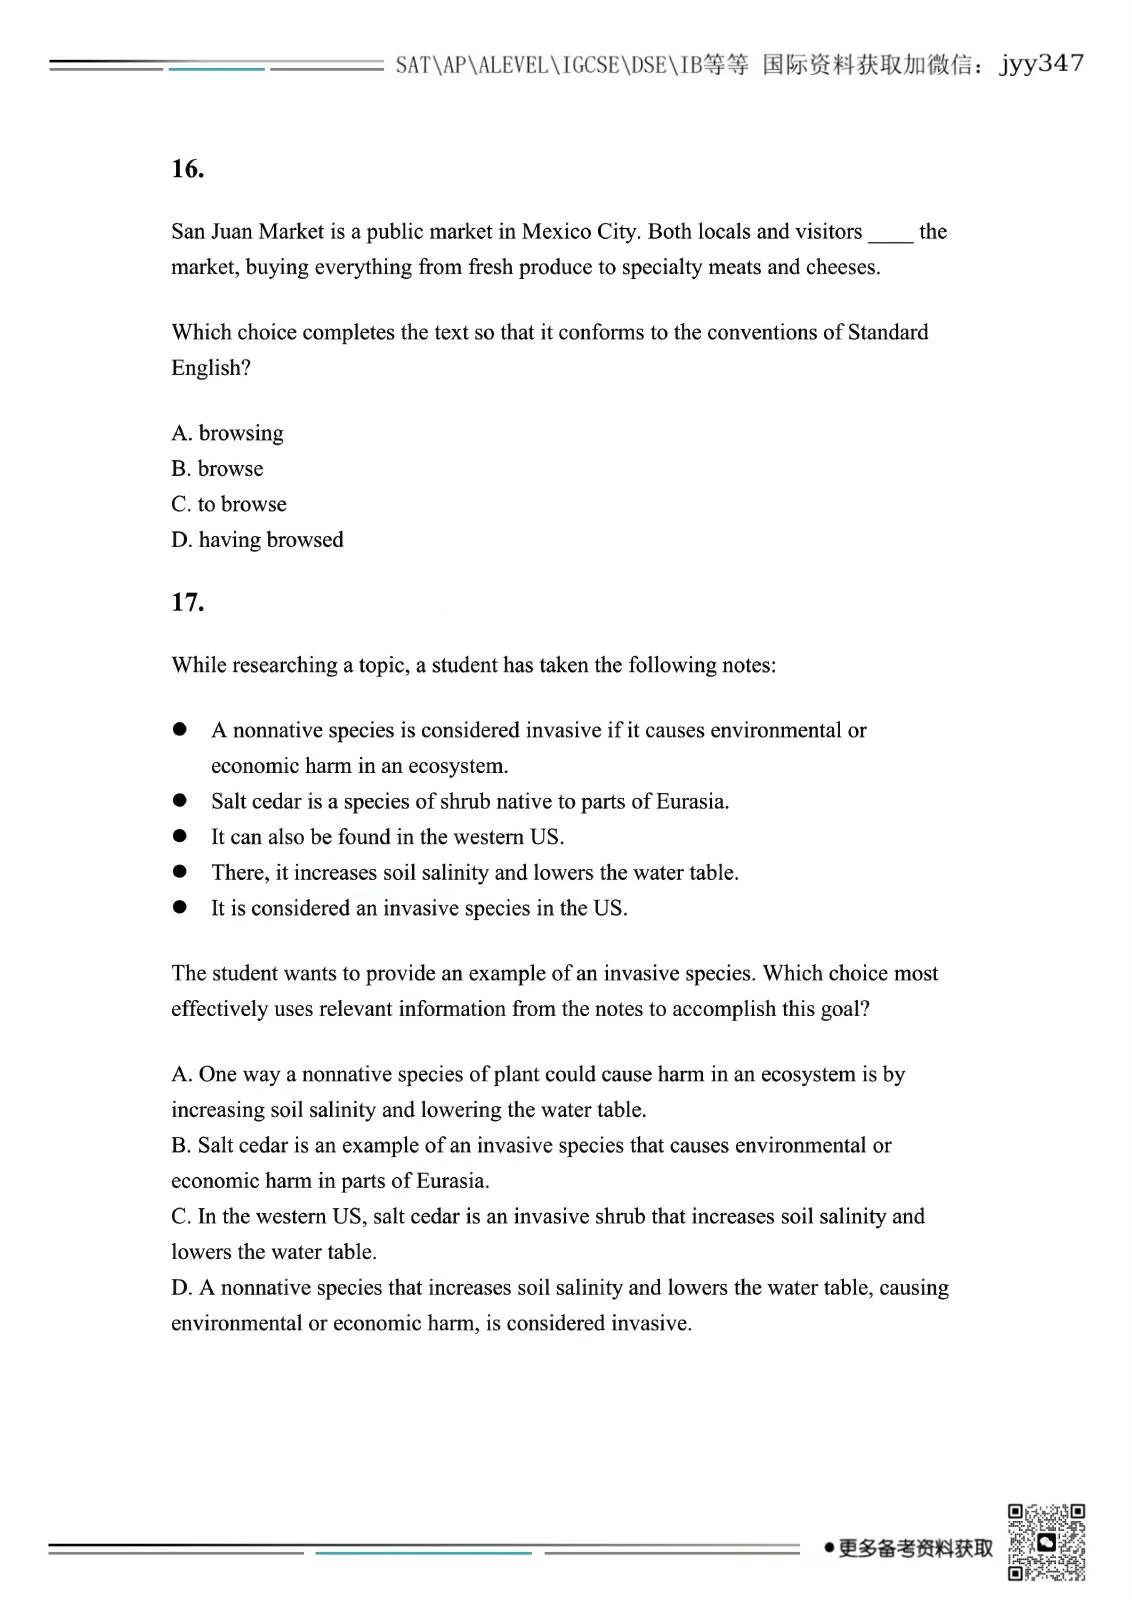 SAT\AP\ALEVEL\IGCSE\DSE\IB等等 国际资料获取加微信：jyy347
16.
San Juan Market is a public market in Mexico City. Both locals and visitors ____ the
market, buying everything from fresh produce to specialty meats and cheeses.
Which choice completes the text so that it conforms to the conventions of Standard
English?
A. browsing
B. browse
C. to browse
D. having browsed
17.
While researching a topic, a student has taken the following notes:
● A nonnative species is considered invasive if it causes environmental or
economic harm in an ecosystem.
● Salt cedar is a species of shrub native to parts of Eurasia.
● It can also be found in the western US.
● There, it increases soil salinity and lowers the water table.
● It is considered an invasive species in the US.
The student wants to provide an example of an invasive species. Which choice most
effectively uses relevant information from the notes to accomplish this goal?
A. One way a nonnative species of plant could cause harm in an ecosystem is by
increasing soil salinity and lowering the water table.
B. Salt cedar is an example of an invasive species that causes environmental or
economic harm in parts of Eurasia.
C. In the western US, salt cedar is an invasive shrub that increases soil salinity and
lowers the water table.
D. A nonnative species that increases soil salinity and lowers the water table, causing
environmental or economic harm, is considered invasive.
●更多备考资料获取